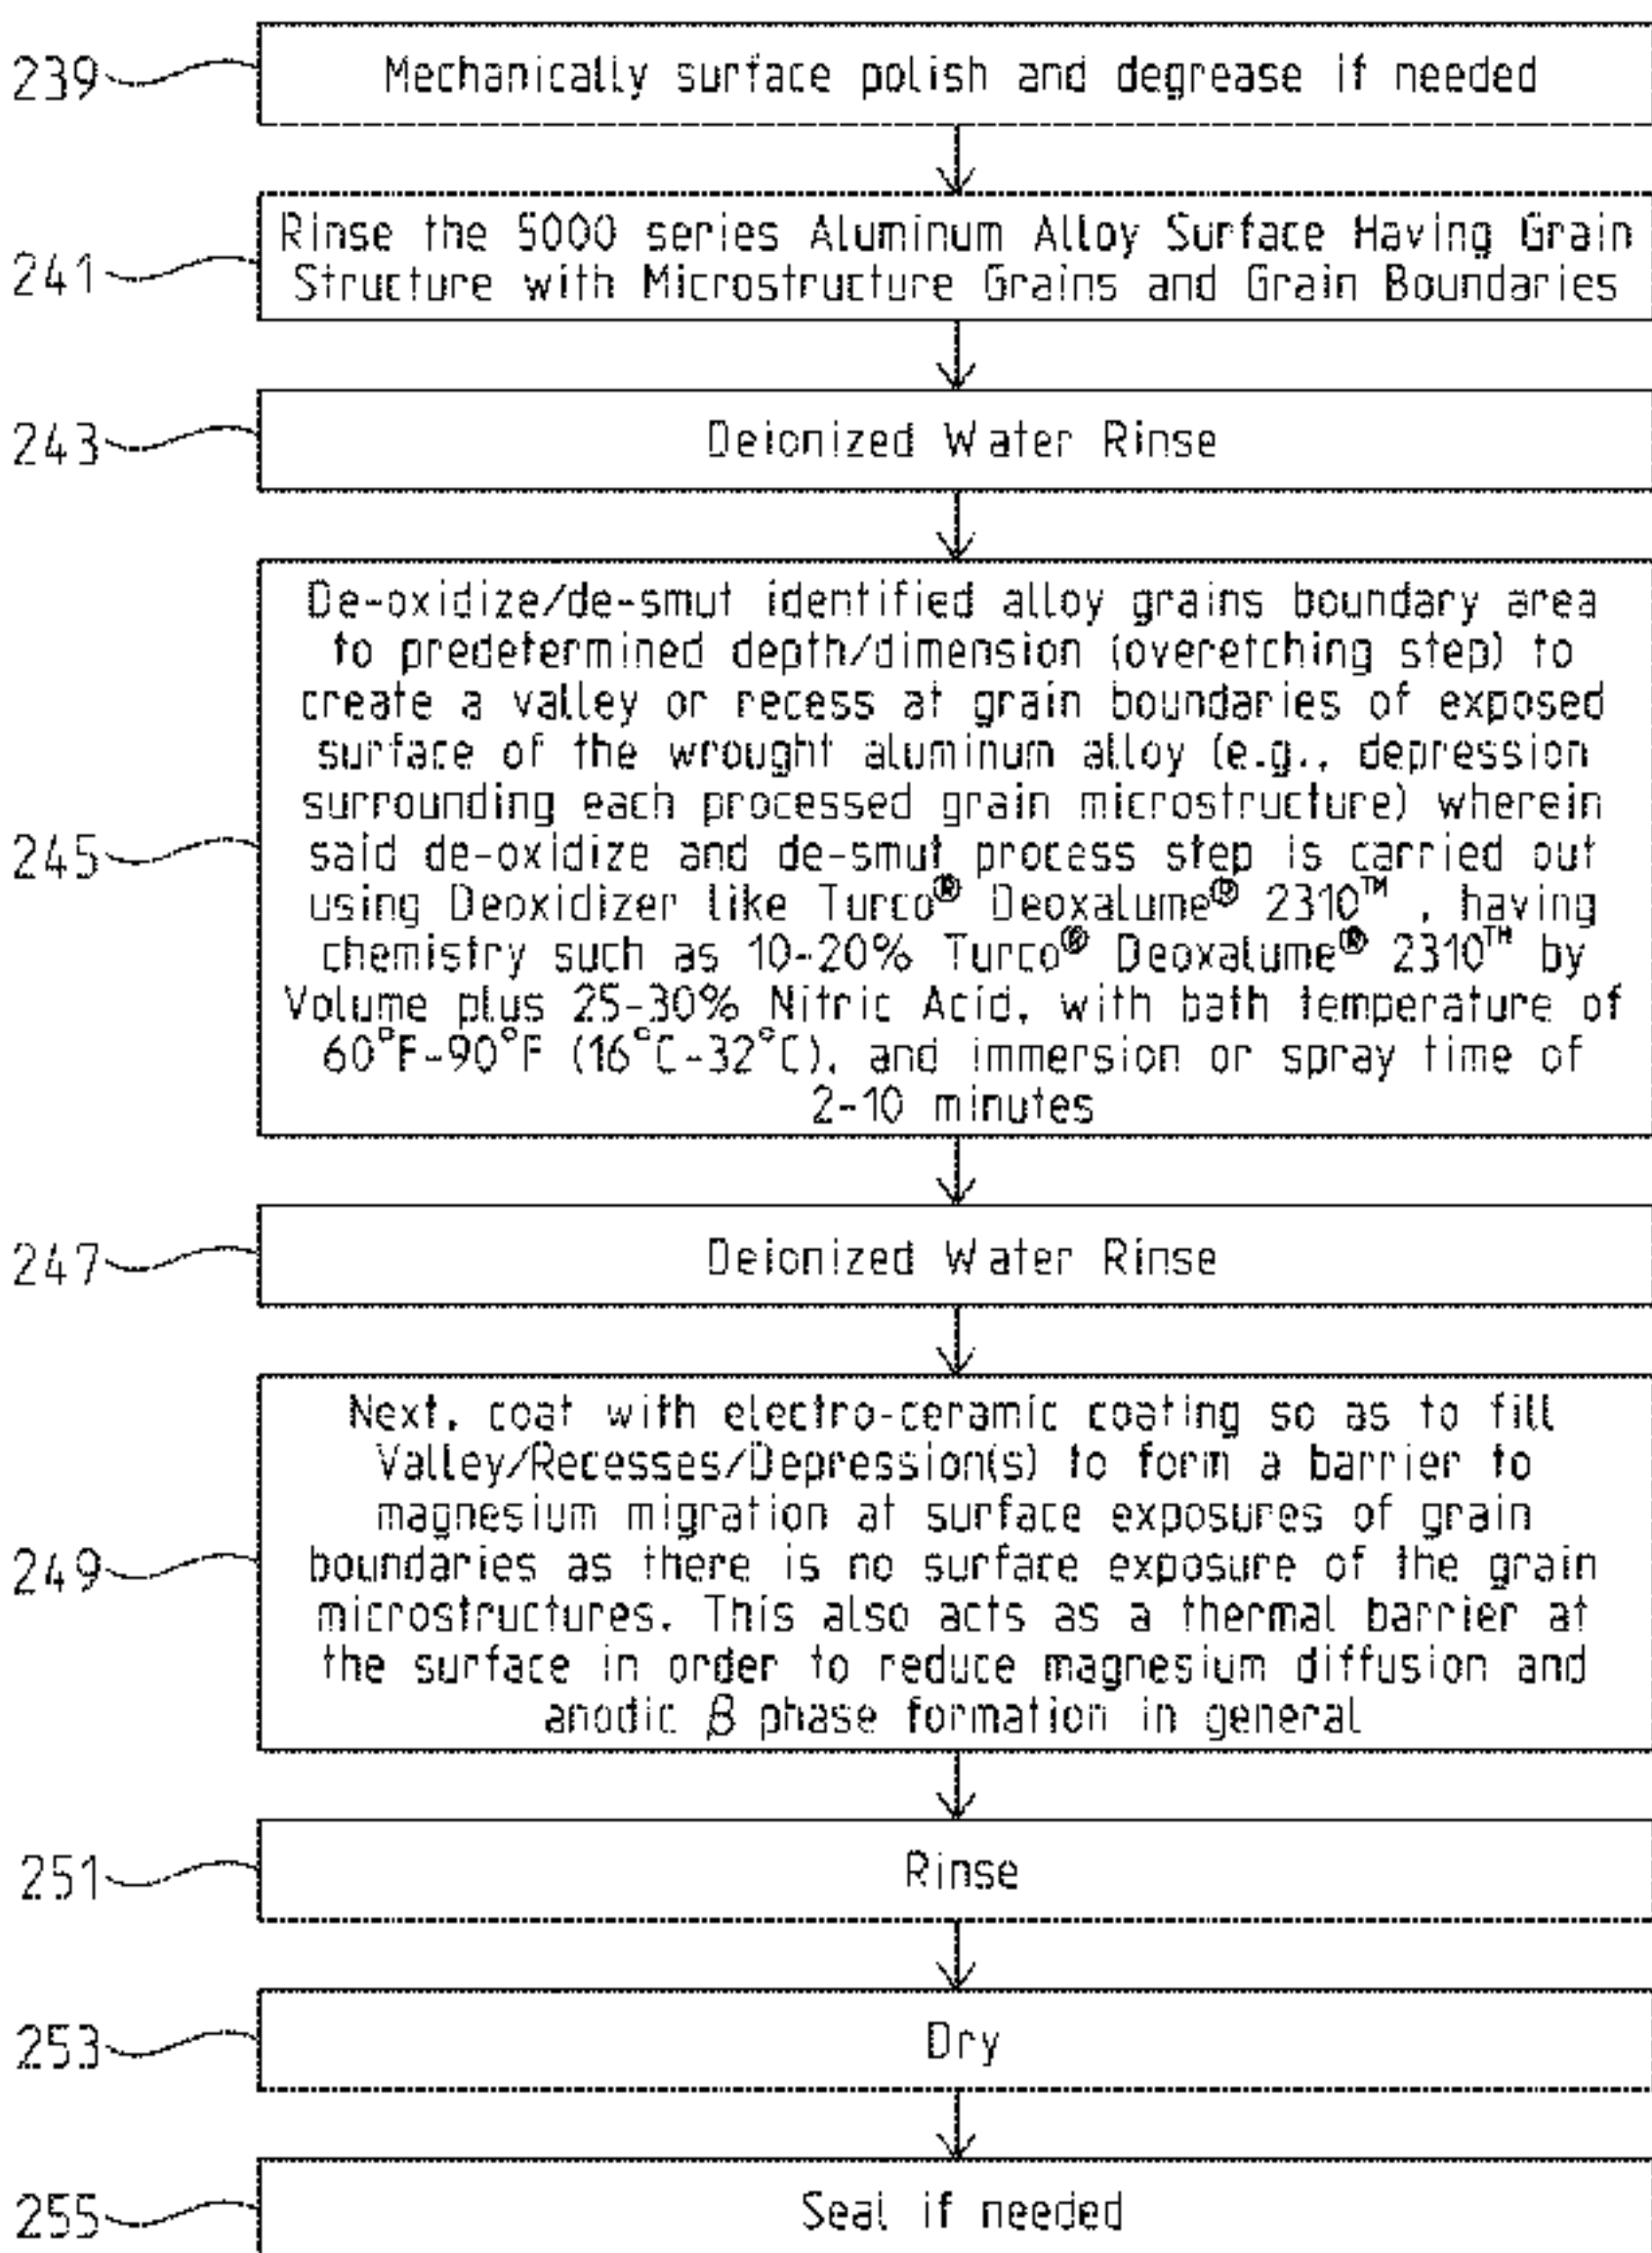 239
Mechanically surface polish and degrease if needed
241
Rinse the 5000 series Aluminum Alloy Surface Having Grain
Structure with Microstructure Grains and Grain Boundaries
243
Deionized Water Rinse
245
De-oxidize/de-smut identified alloy grains boundary area
to predetermined depth/dimension (overetching step) to
create a valley or recess at grain boundaries of exposed
surface of the wrought aluminum alloy (e.g., depression
surrounding each processed grain microstructure) wherein
said de-oxidize and de-smut process step is carried out
using Deoxidizer like Turco® Deoxalume® 2310™ , having
chemistry such as 10-20% Turco® Deoxalume® 2310™ by
Volume plus 25-30% Nitric Acid, with bath temperature of
60°F-90°F (16°C-32°C), and immersion or spray time of
2-10 minutes
247
Deionized Water Rinse
249
Next, coat with electro-ceramic coating so as to fill
Valley/Recesses/Depression(s) to form a barrier to
magnesium migration at surface exposures of grain
boundaries as there is no surface exposure of the grain
microstructures. This also acts as a thermal barrier at
the surface in order to reduce magnesium diffusion and
anodic β phase formation in general
251
Rinse
253
Dry
255
Seal if needed